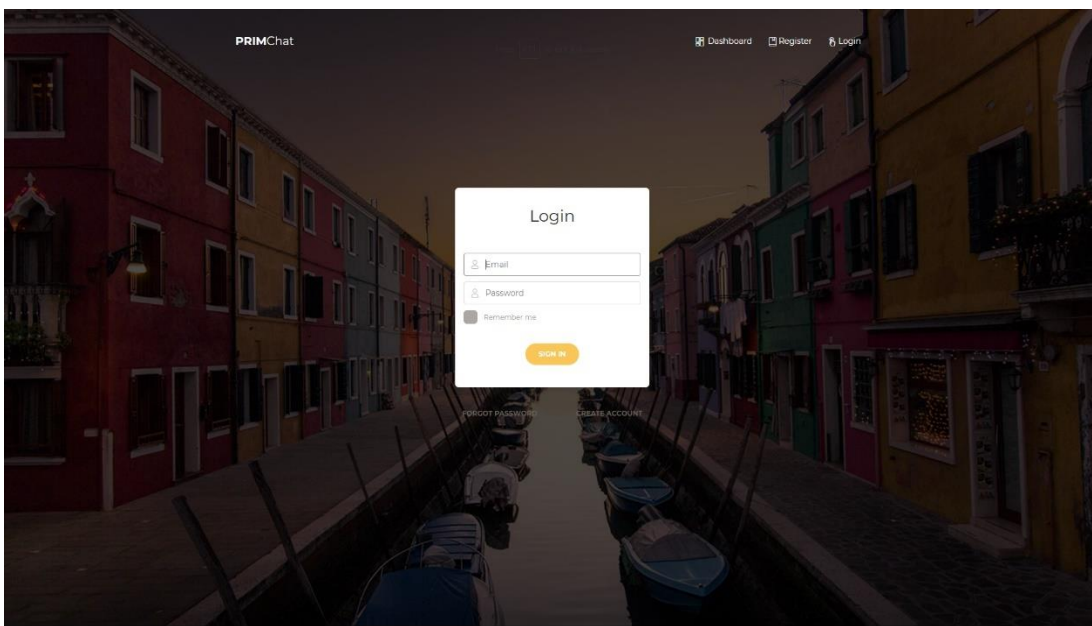 PRIMChat
Dashboard Register Login
Login
Email
Password
Remember me
SIGN IN
FORGOT PASSWORD CREATE ACCOUNT